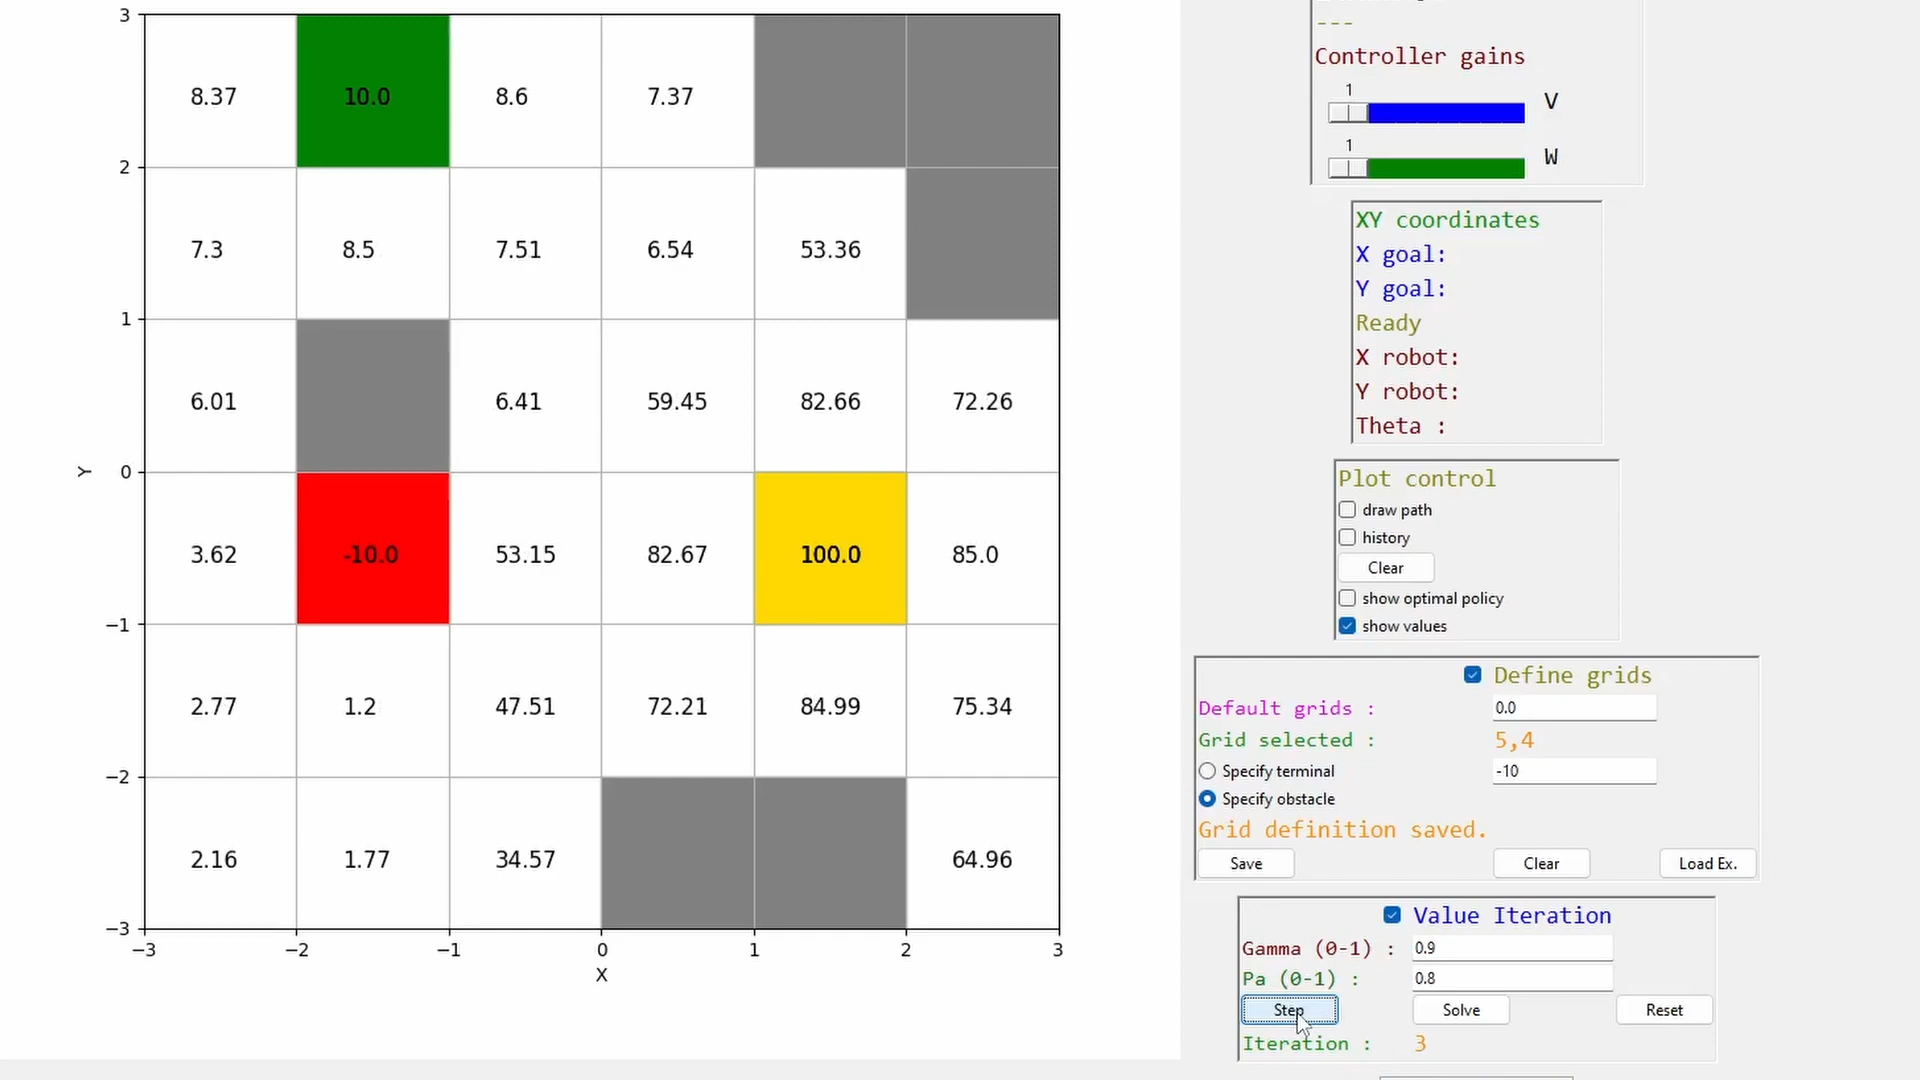 3
8.37 10.0 8.6 7.37
2
7.3 8.5 7.51 6.54 53.36
1
6.01 6.41 59.45 82.66 72.26
Y
0
3.62 -10.0 53.15 82.67 100.0 85.0
−1
2.77 1.2 47.51 72.21 84.99 75.34
−2
2.16 1.77 34.57 64.96
−3
−3 −2 −1 0 1 2 3
X
---
Controller gains
1
V
1
W
XY coordinates
X goal:
Y goal:
Ready
X robot:
Y robot:
Theta :
Plot control
draw path
history
Clear
show optimal policy
show values
Define grids
Default grids : 0.0
Grid selected : 5,4
Specify terminal -10
Specify obstacle
Grid definition saved.
Save Clear Load Ex.
Value Iteration
Gamma (0-1) : 0.9
Pa (0-1) : 0.8
Step Solve Reset
Iteration : 3